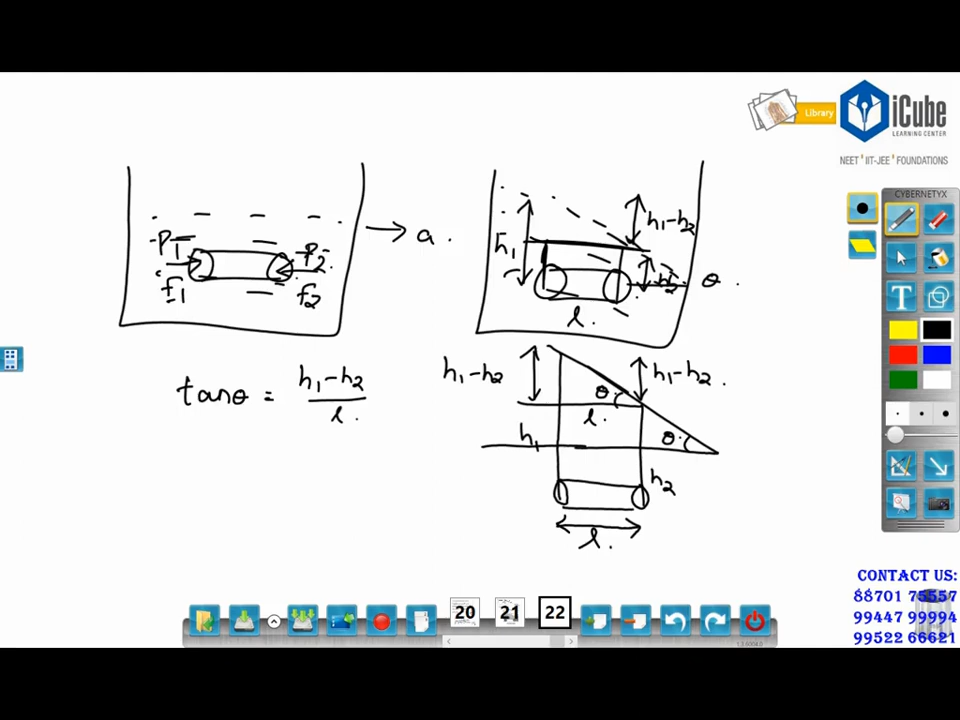 Library
iCube
LEARNING CENTER
NEET ' IIT-JEE ' FOUNDATIONS
CYBERNETYX
P1
P2
f1
f2
→ a.
h1
h1-h2
h2
θ.
l.
tanθ = h1-h2
l.
h1-h2
h1-h2.
θ
l.
h1
θ.
h2
l.
T
20
21
22
CONTACT US:
88701 75557
99447 99994
99522 66621